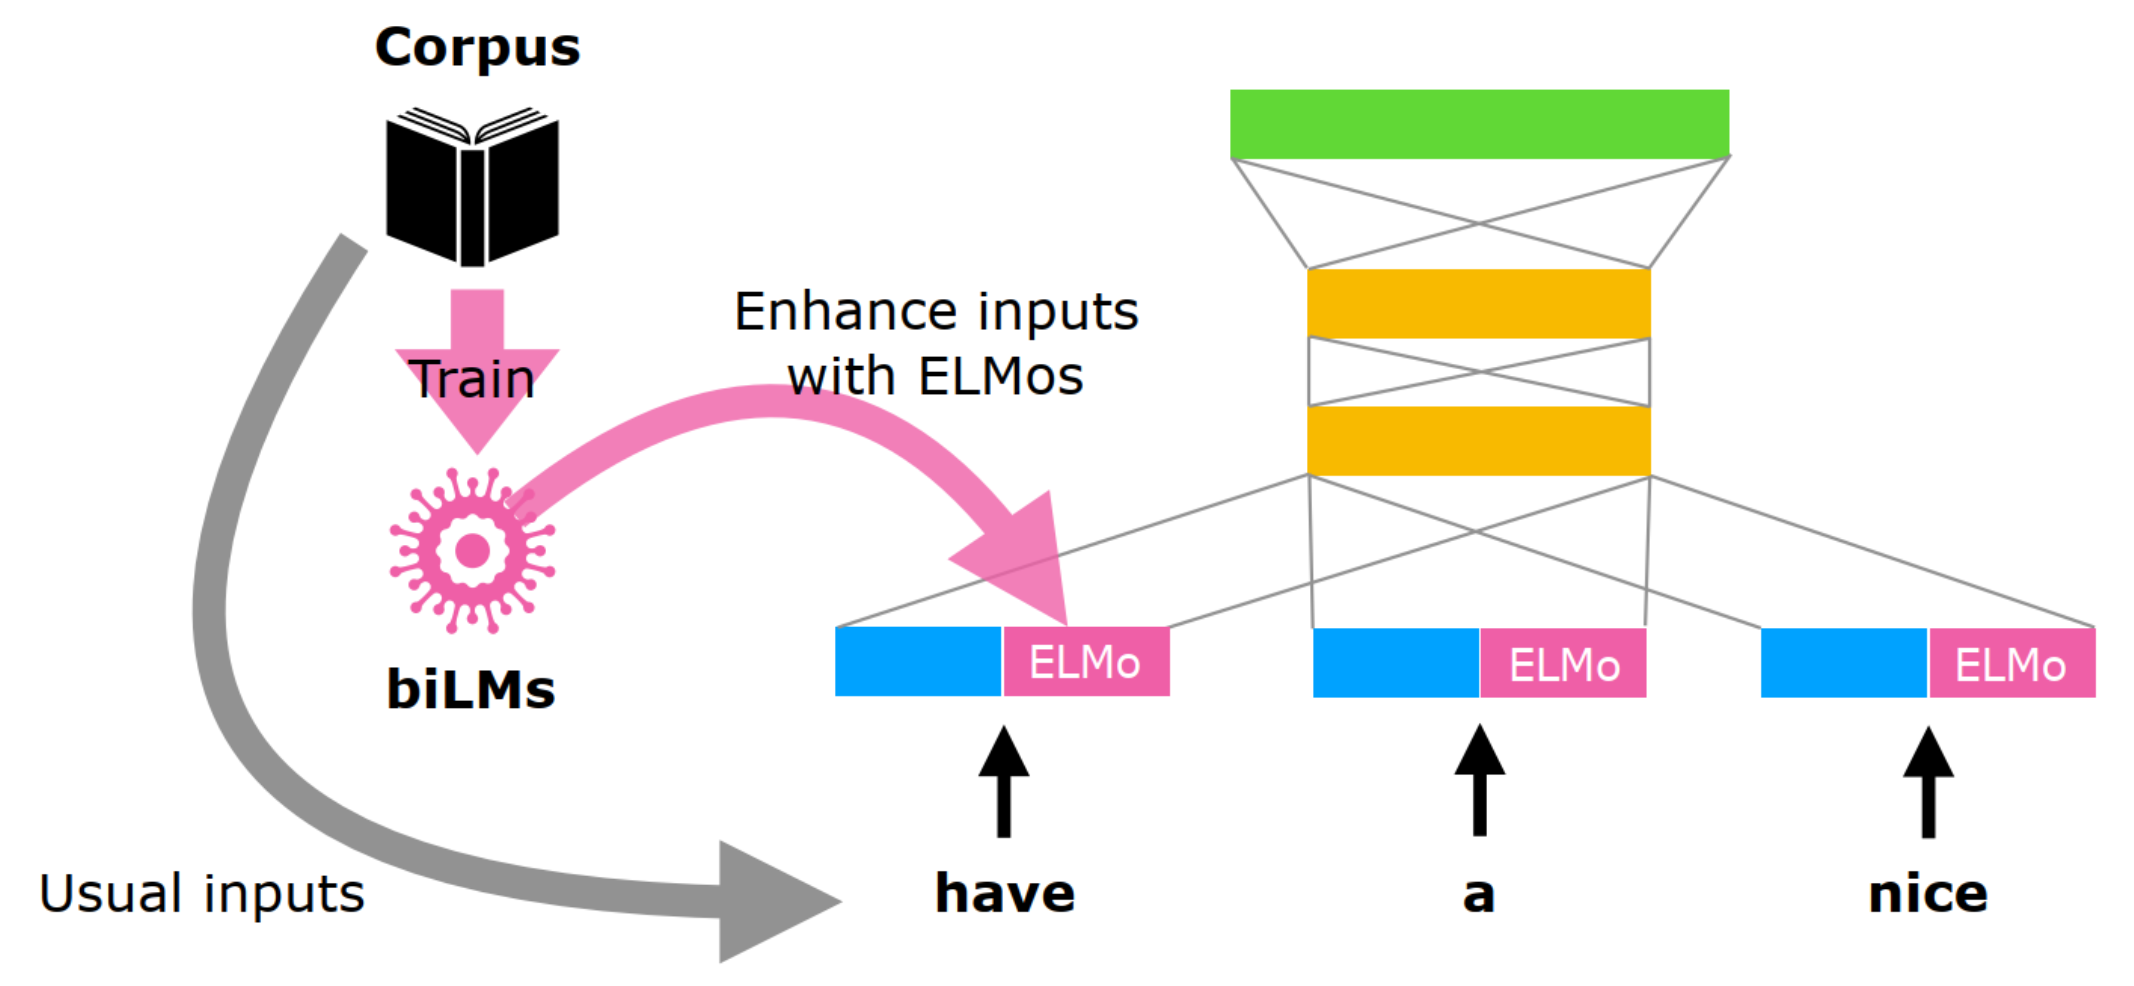 Corpus
Train
biLMs
Usual inputs
Enhance inputs
with ELMos
ELMo
ELMo
ELMo
have
a
nice